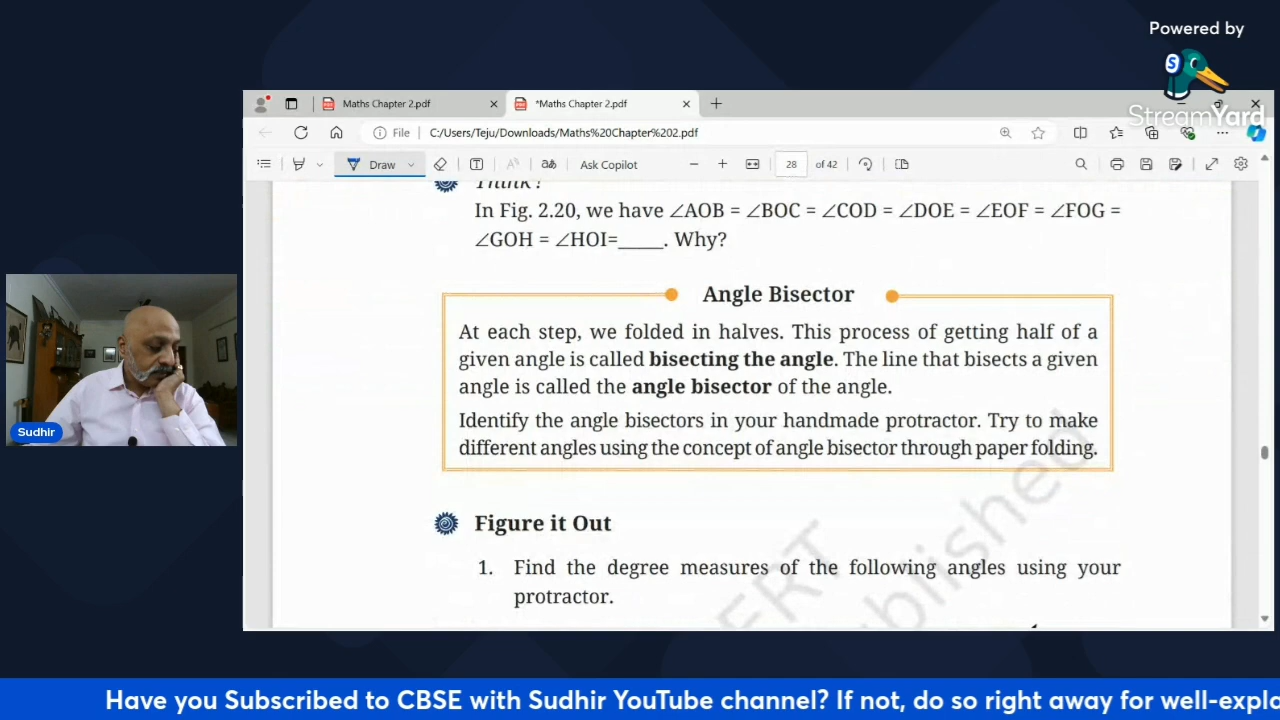 Powered by
StreamYard
Maths Chapter 2.pdf
*Maths Chapter 2.pdf
File
C:/Users/Teju/Downloads/Maths%20Chapter%202.pdf
Draw
Ask Copilot
28
of 42
Think!
In Fig. 2.20, we have ∠AOB = ∠BOC = ∠COD = ∠DOE = ∠EOF = ∠FOG =
∠GOH = ∠HOI=_____. Why?
Angle Bisector
At each step, we folded in halves. This process of getting half of a
given angle is called bisecting the angle. The line that bisects a given
angle is called the angle bisector of the angle.
Identify the angle bisectors in your handmade protractor. Try to make
different angles using the concept of angle bisector through paper folding.
Figure it Out
1. Find the degree measures of the following angles using your
protractor.
Sudhir
Have you Subscribed to CBSE with Sudhir YouTube channel? If not, do so right away for well-expl